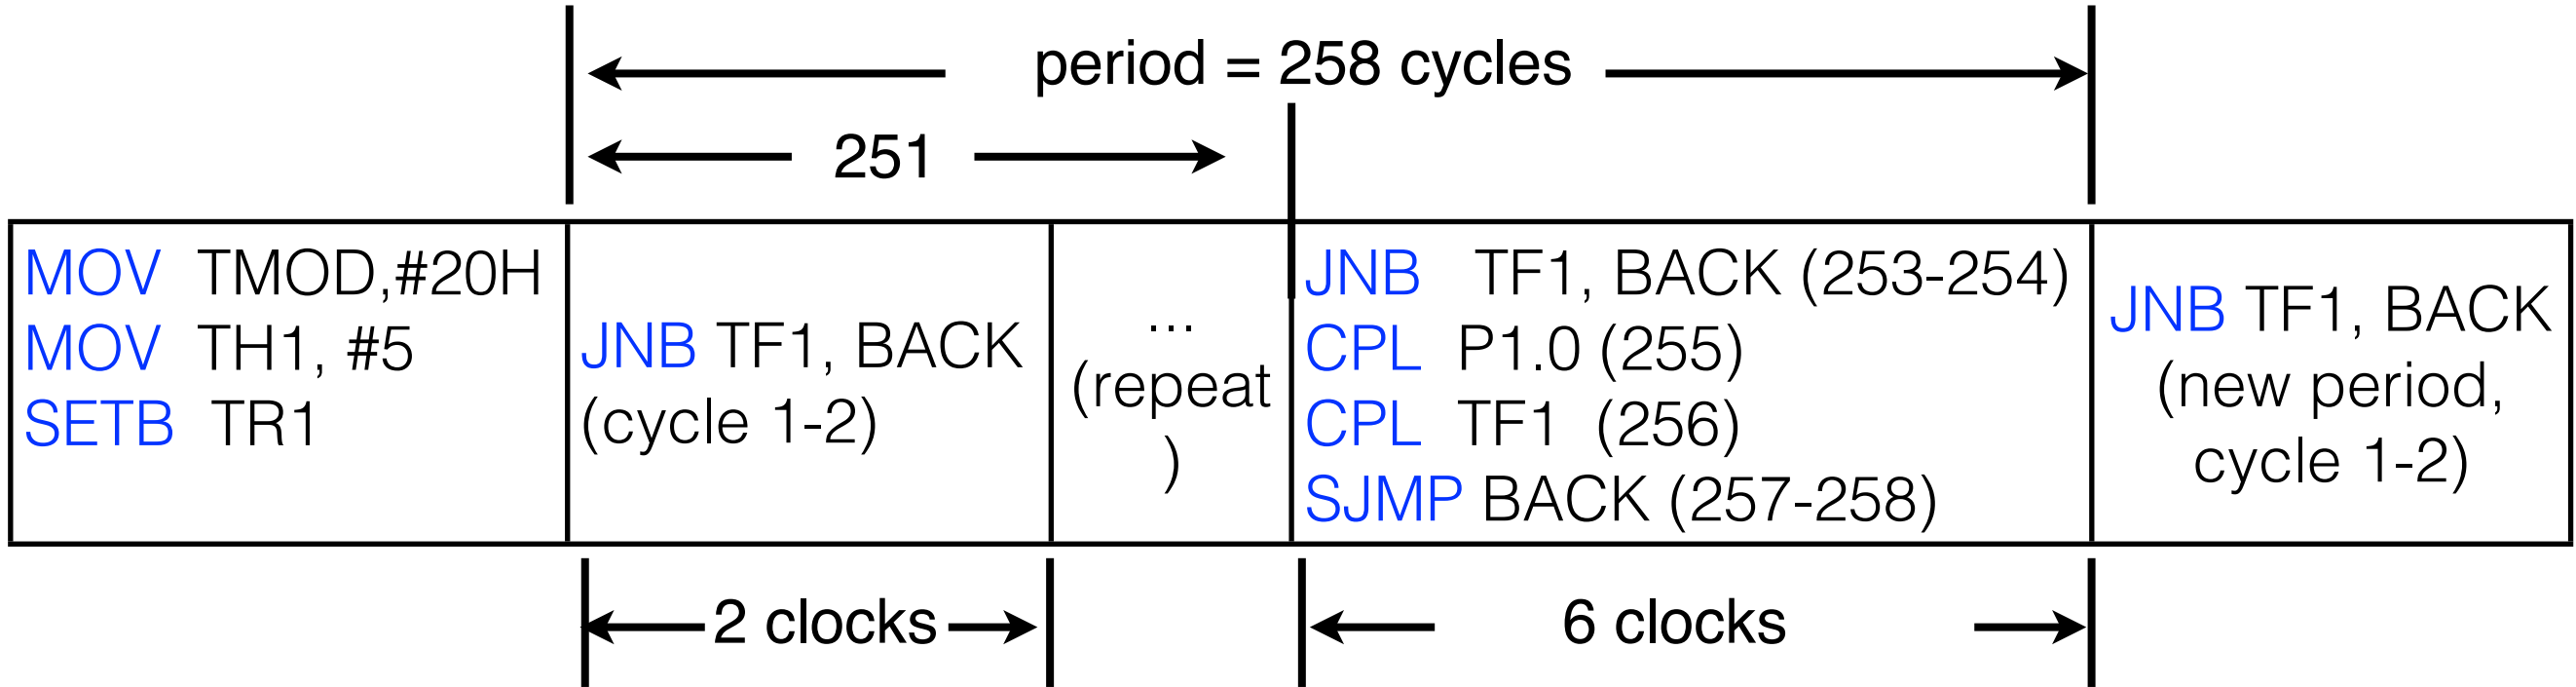 period = 258 cycles
251
MOV TMOD,#20H
MOV TH1, #5
SETB TR1
JNB TF1, BACK
(cycle 1-2)
...
(repeat
)
JNB TF1, BACK (253-254)
CPL P1.0 (255)
CPL TF1 (256)
SJMP BACK (257-258)
JNB TF1, BACK
(new period,
cycle 1-2)
2 clocks
6 clocks